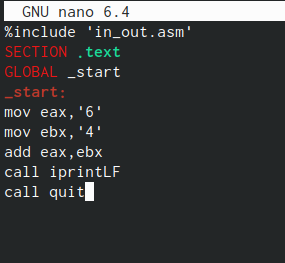 GNU nano 6.4
%include 'in_out.asm'
SECTION .text
GLOBAL _start
_start:
mov eax,'6'
mov ebx,'4'
add eax,ebx
call iprintLF
call quit